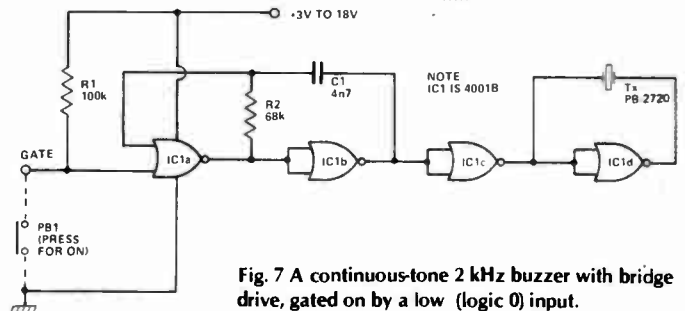 +3V TO 18V
R1
100k
C1
4n7
NOTE
IC1 IS 4001B
Tx
PB 2720
R2
68k
GATE
IC1a
IC1b
IC1c
IC1d
PB1
(PRESS
FOR ON)
Fig. 7 A continuous-tone 2 kHz buzzer with bridge
drive, gated on by a low (logic 0) input.